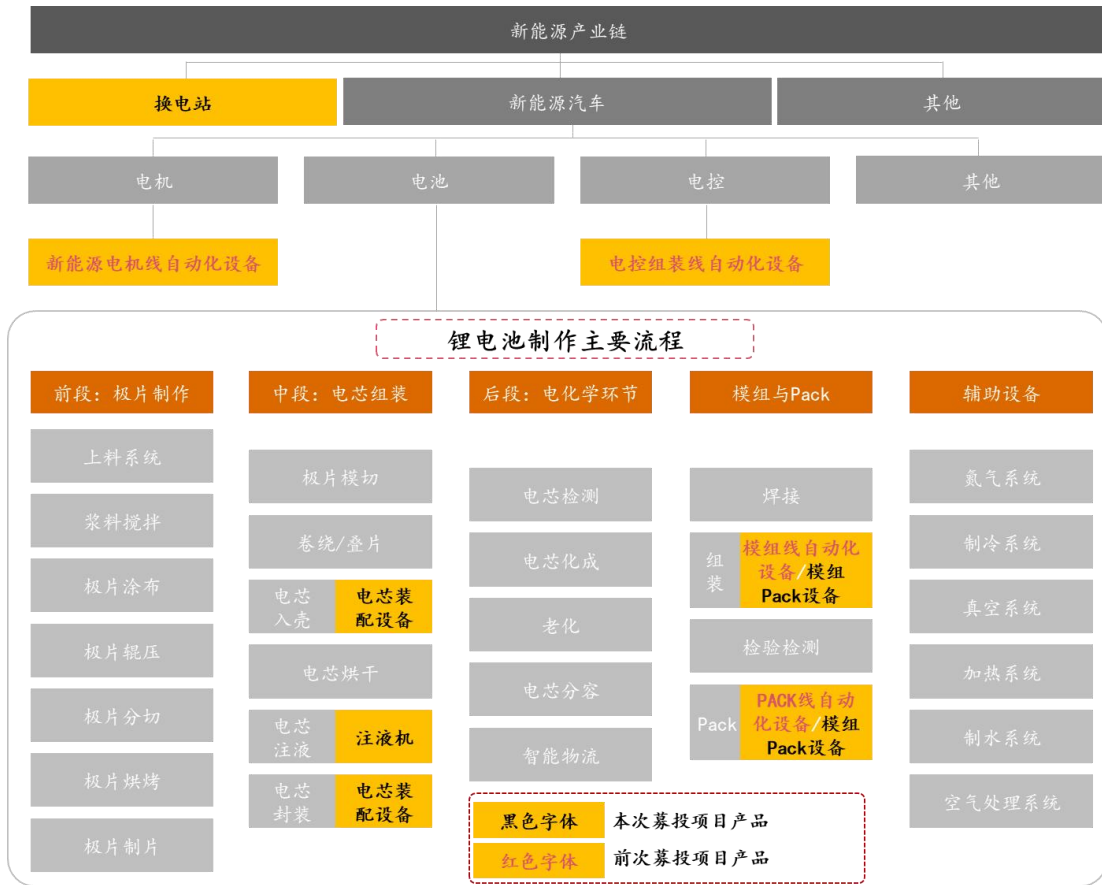 新能源产业链
换电站
新能源汽车
其他
电机
电池
电控
其他
新能源电机线自动化设备
电控组装线自动化设备
锂电池制作主要流程
前段：极片制作
上料系统
浆料搅拌
极片涂布
极片辊压
极片分切
极片烘烤
极片制片
中段：电芯组装
极片模切
卷绕/叠片
电芯
入壳
电芯装
配设备
电芯烘干
电芯
注液
注液机
电芯
封装
电芯装
配设备
后段：电化学环节
电芯检测
电芯化成
老化
电芯分容
智能物流
模组与Pack
焊接
组
装
模组线自动化
设备/模组
Pack设备
检验检测
Pack
PACK线自动
化设备/模组
Pack设备
辅助设备
氮气系统
制冷系统
真空系统
加热系统
制水系统
空气处理系统
黑色字体
本次募投项目产品
红色字体
前次募投项目产品